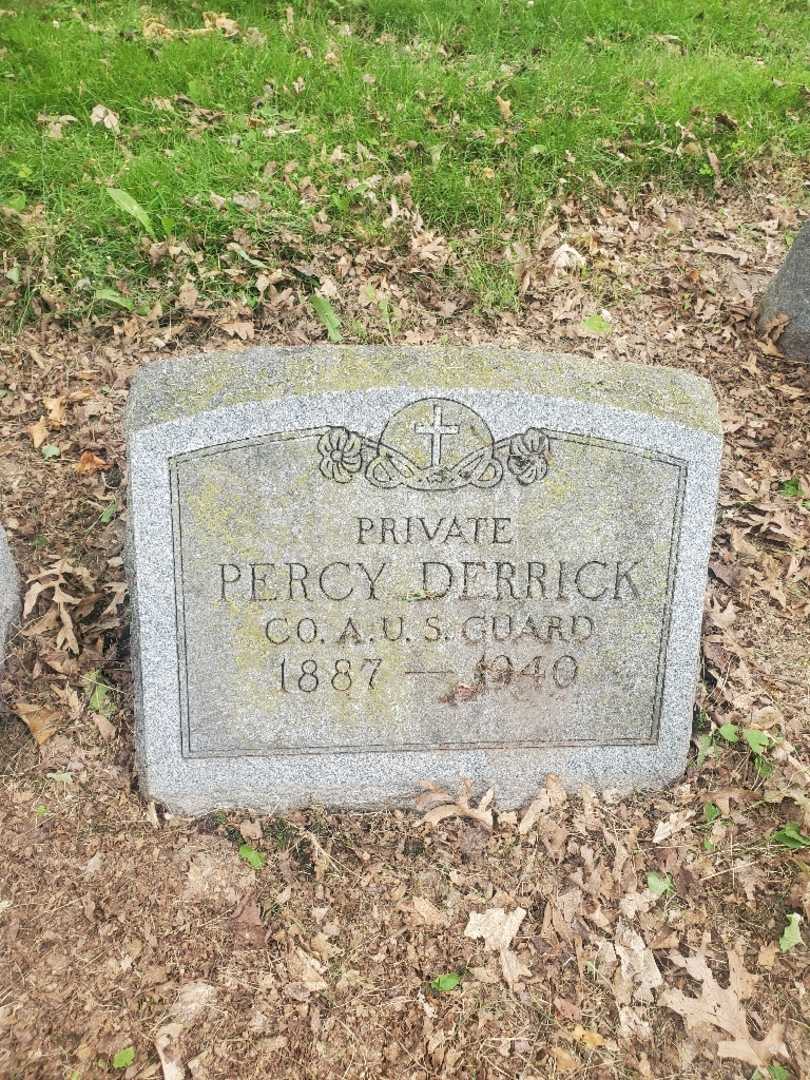 PRIVATE
PERCY DERRICK
CO. A. U. S. GUARD
1887 — 1940